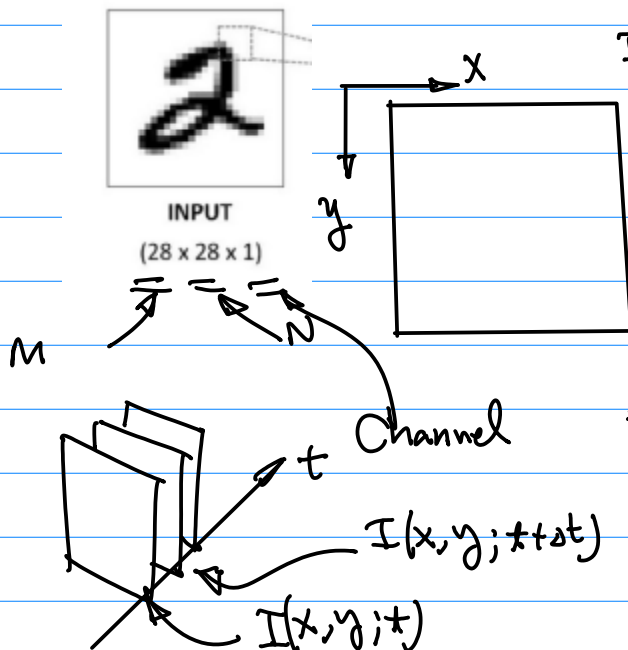 I
X
y
INPUT
(28 x 28 x 1)
M
N
Channel
t
I(x,y;t+Δt)
I(x,y;t)